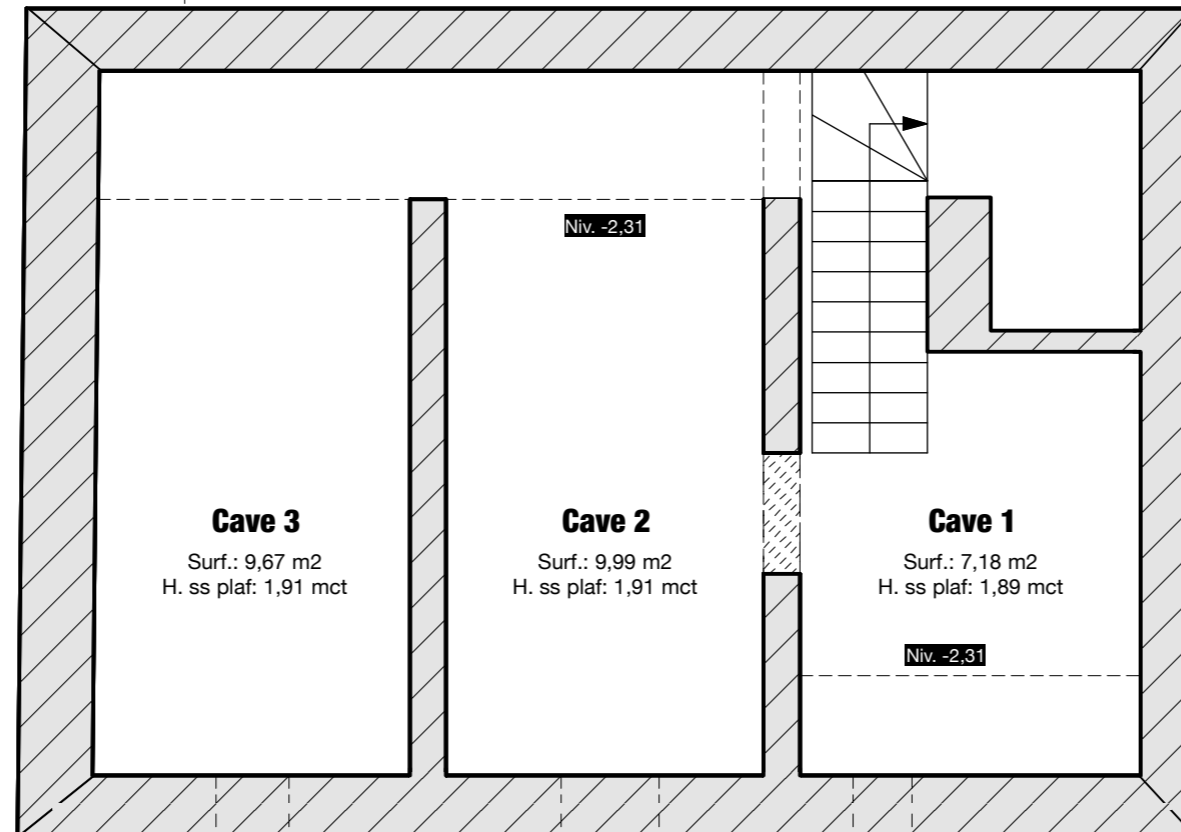 Niv. -2,31
Cave 3
Surf.: 9,67 m2
H. ss plaf: 1,91 mct
Cave 2
Surf.: 9,99 m2
H. ss plaf: 1,91 mct
Cave 1
Surf.: 7,18 m2
H. ss plaf: 1,89 mct
Niv. -2,31